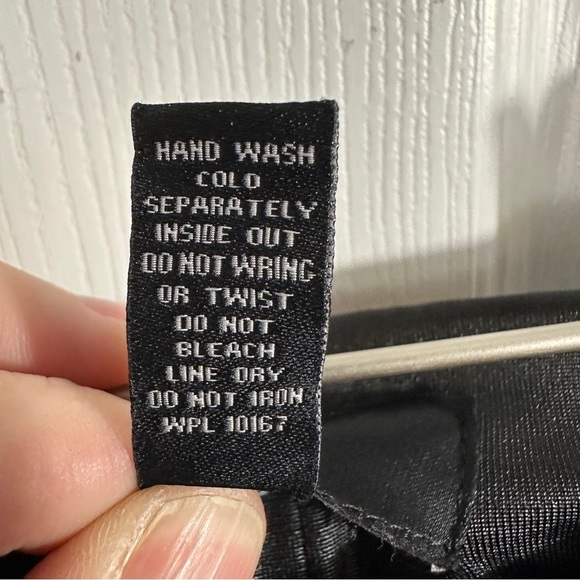 HAND WASH
COLD
SEPARATELY
INSIDE OUT
DO NOT WRING
OR TWIST
DO NOT
BLEACH
LINE DRY
DO NOT IRON
WPL 10167